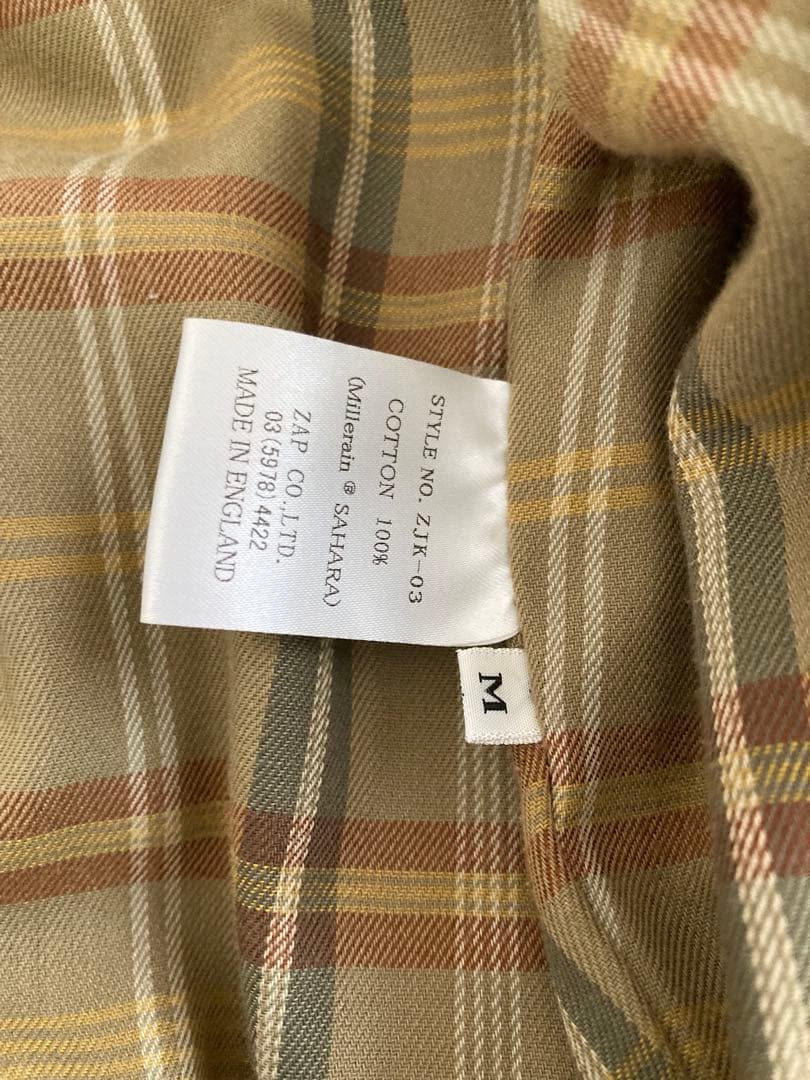 STYLE NO. ZJK-03
COTTON 100%
(Millerain ® SAHARA)
ZAP CO.,LTD.
03(5978)4422
MADE IN ENGLAND
M